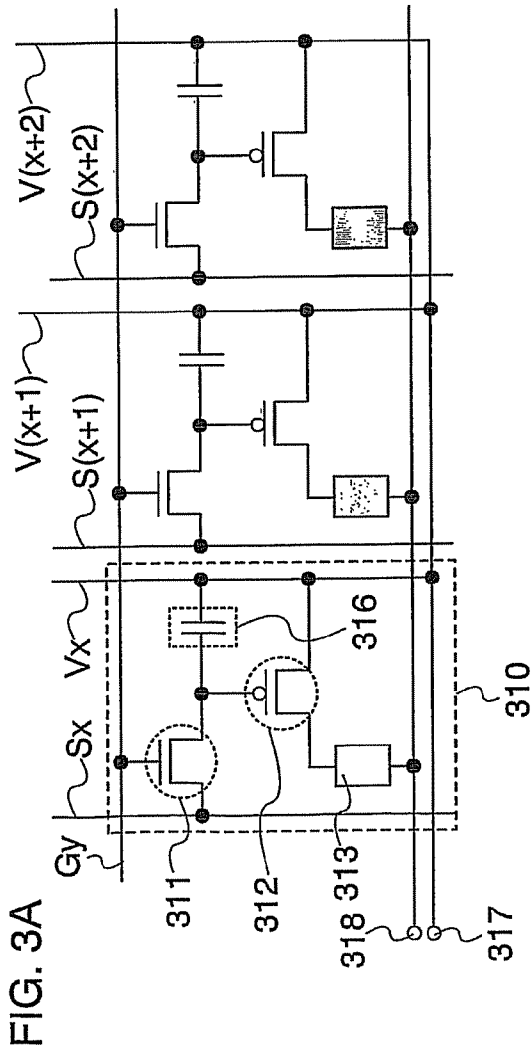 FIG. 3A
Gy
Sx
Vx
S(x+1)
V(x+1)
S(x+2)
V(x+2)
311
312
313
316
310
318
317